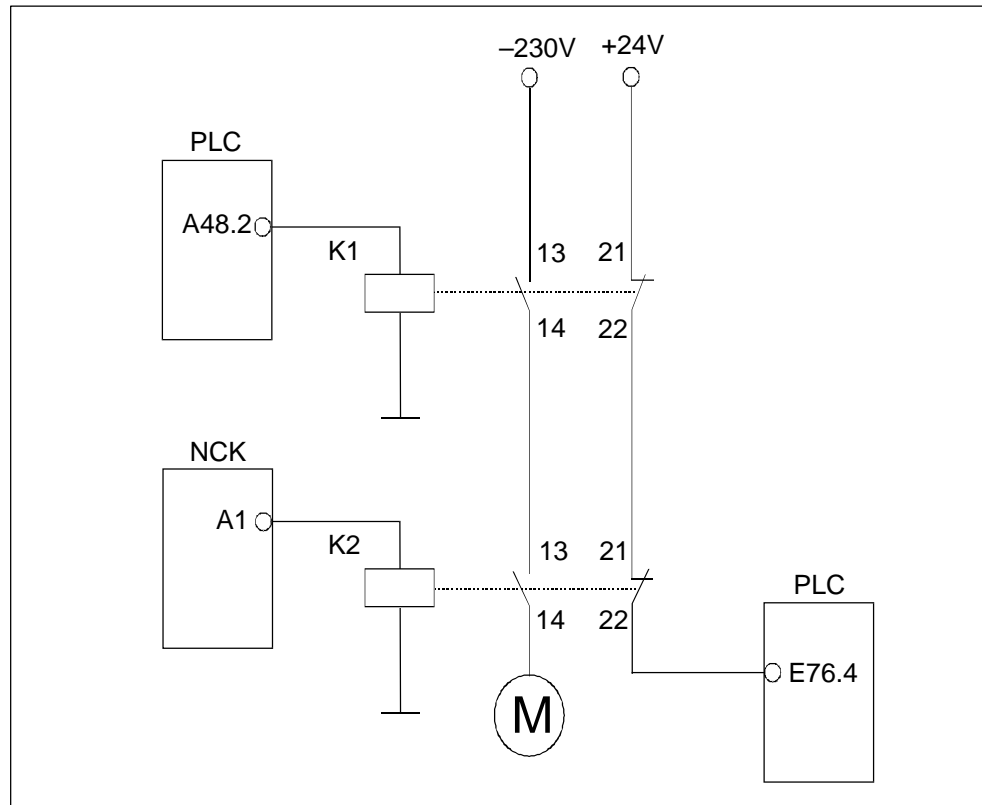 –230V +24V
PLC
A48.2
K1
13 21
14 22
NCK
A1
K2
13 21
14 22
PLC
E76.4
M